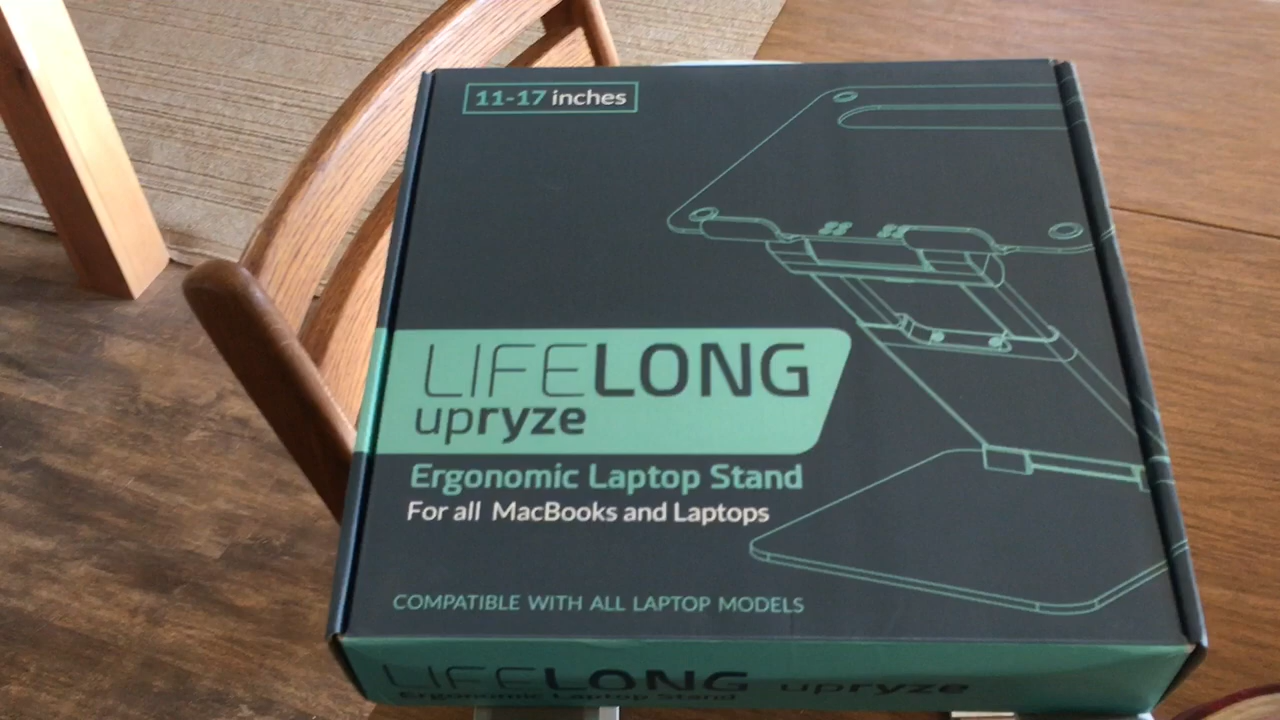 11-17 inches
LIFELONG
upryze
Ergonomic Laptop Stand
For all MacBooks and Laptops
COMPATIBLE WITH ALL LAPTOP MODELS
LIFELONG upryze
Ergonomic Laptop Stand